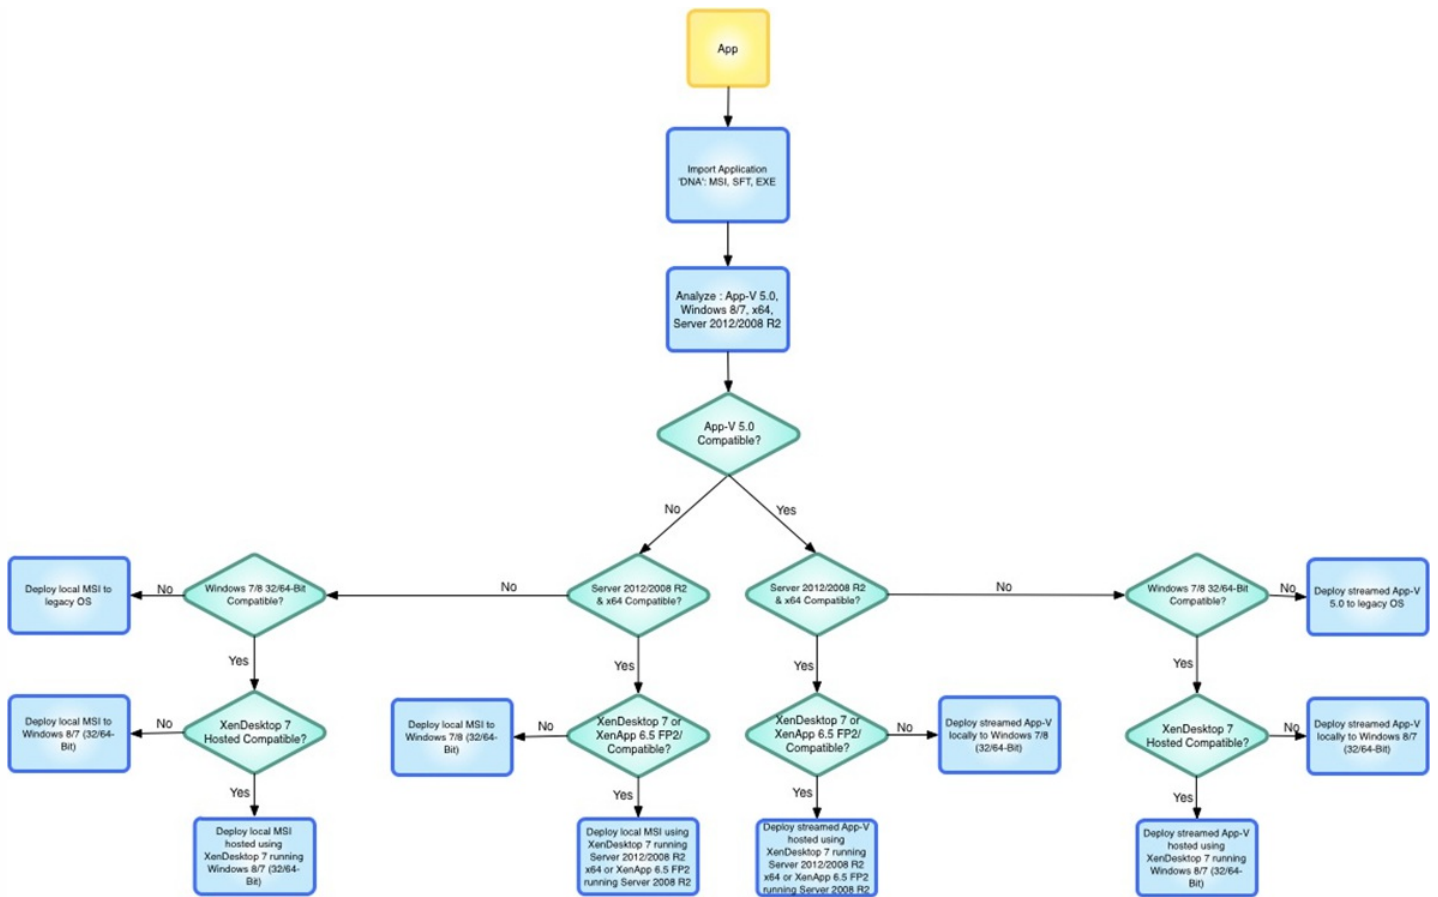 App
Import Application
'DNA': MSI, SFT, EXE
Analyze : App-V 5.0,
Windows 8/7, x64,
Server 2012/2008 R2
App-V 5.0
Compatible?
No
Yes
Deploy local MSI to
legacy OS
No
Windows 7/8 32/64-Bit
Compatible?
No
Server 2012/2008 R2
& x64 Compatible?
Server 2012/2008 R2
& x64 Compatible?
No
Windows 7/8 32/64-Bit
Compatible?
No
Deploy streamed App-V
5.0 to legacy OS
Yes
Yes
Yes
Yes
Deploy local MSI to
Windows 8/7 (32/64-
Bit)
No
XenDesktop 7
Hosted Compatible?
Deploy local MSI to
Windows 7/8 (32/64-
Bit)
No
XenDesktop 7 or
XenApp 6.5 FP2/
Compatible?
XenDesktop 7 or
XenApp 6.5 FP2/
Compatible?
No
Deploy streamed App-V
locally to Windows 7/8
(32/64-Bit)
XenDesktop 7
Hosted Compatible?
No
Deploy streamed App-V
locally to Windows 8/7
(32/64-Bit)
Yes
Yes
Yes
Yes
Deploy local MSI
hosted using
XenDesktop 7 running
Windows 8/7 (32/64-
Bit)
Deploy local MSI using
XenDesktop 7 running
Server 2012/2008 R2
x64 or XenApp 6.5 FP2
running Server 2008 R2
Deploy streamed App-V
hosted using
XenDesktop 7 running
Server 2012/2008 R2
x64 or XenApp 6.5 FP2
running Server 2008 R2
Deploy streamed App-V
hosted using
XenDesktop 7 running
Windows 8/7 (32/64-
Bit)